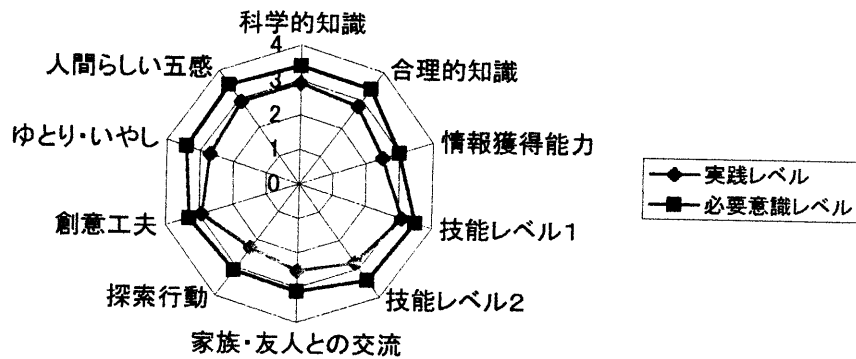 科学的知識
合理的知識
情報獲得能力
技能レベル1
技能レベル2
家族・友人との交流
探索行動
創意工夫
ゆとり・いやし
人間らしい五感
4
3
2
1
0
実践レベル
必要意識レベル